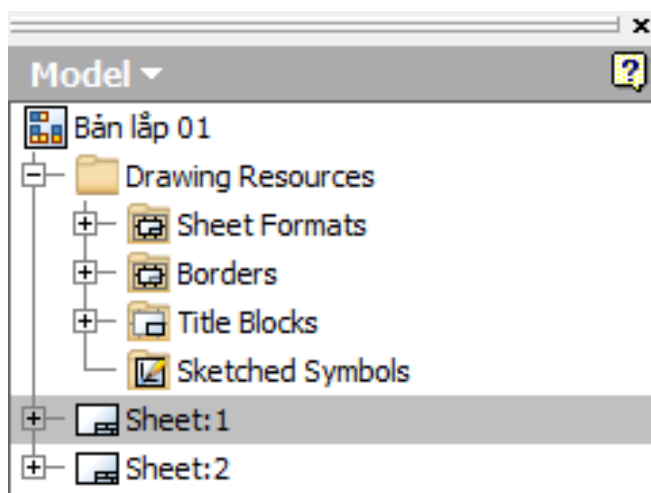 Model
Bản lắp 01
Drawing Resources
Sheet Formats
Borders
Title Blocks
Sketched Symbols
Sheet:1
Sheet:2